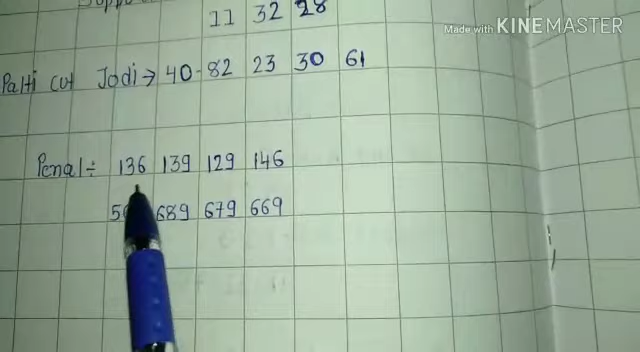 Made with KINEMASTER
11 32 28
Palti cut Jodi → 40-82 23 30 61
Penal ÷ 136 139 129 146
689 679 669